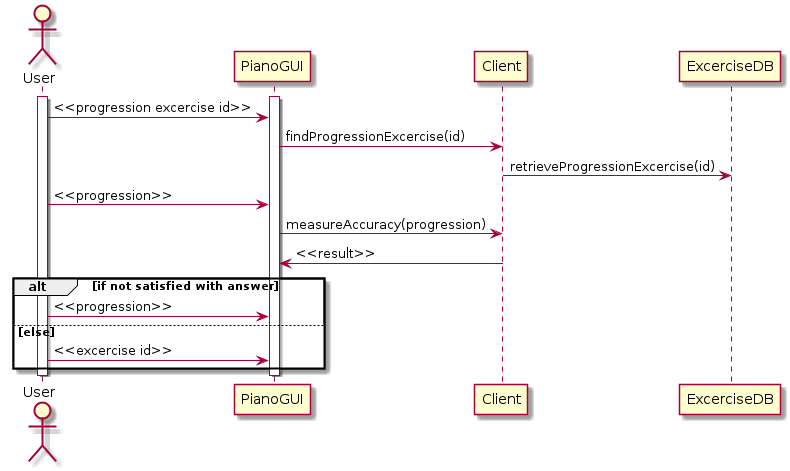 User
PianoGUI
Client
ExcerciseDB
<<progression excercise id>>
findProgressionExcercise(id)
retrieveProgressionExcercise(id)
<<progression>>
measureAccuracy(progression)
<<result>>
alt [if not satisfied with answer]
<<progression>>
[else]
<<excercise id>>
User
PianoGUI
Client
ExcerciseDB